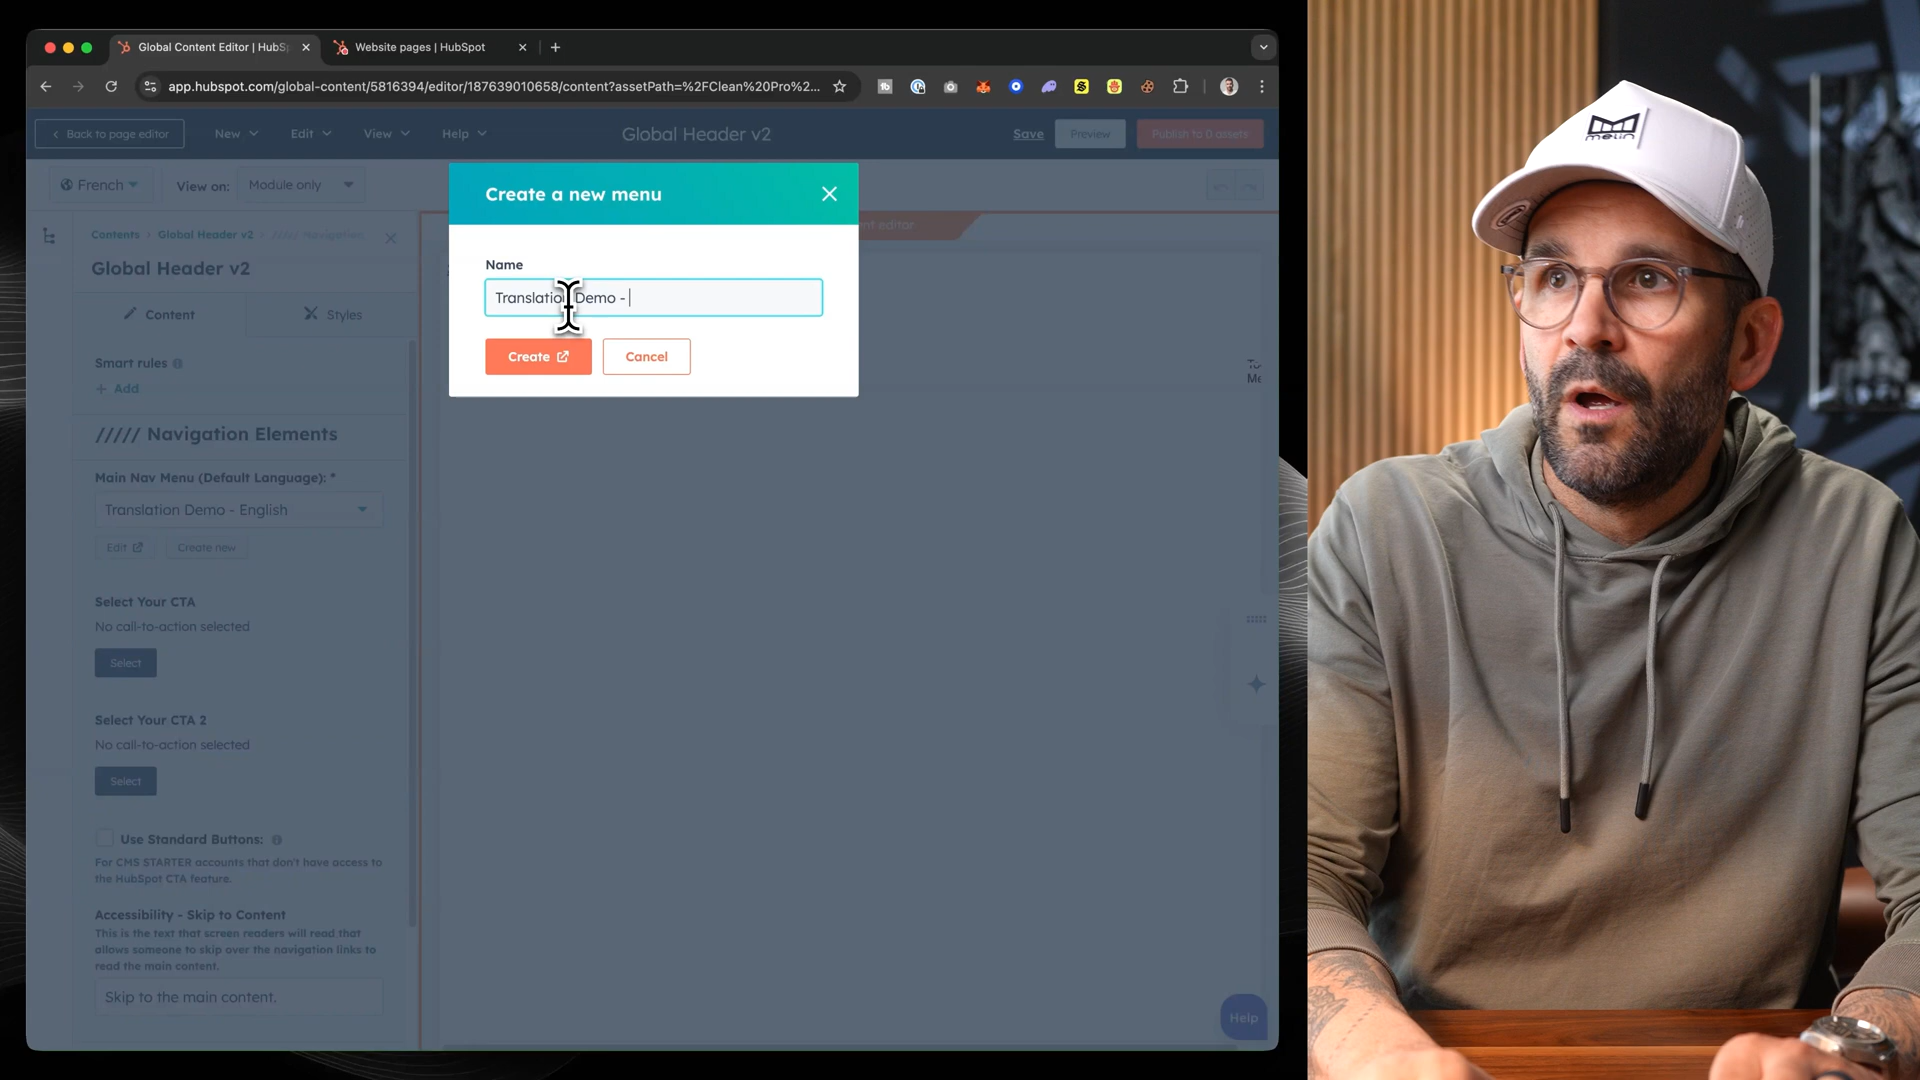 Global Content Editor | HubSp
Website pages | HubSpot
app.hubspot.com/global-content/5816394/editor/187639010658/content?assetPath=%2FClean%20Pro%2...
Back to page editor
New
Edit
View
Help
Global Header v2
Save
Preview
Publish to 0 assets
French
View on:
Module only
Create a new menu
Contents > Global Header v2 > ///// Navigation
Global Header v2
Content
Styles
Name
Translation Demo -
Create
Cancel
Smart rules
+ Add
///// Navigation Elements
Main Nav Menu (Default Language): *
Translation Demo - English
Edit
Create new
Select Your CTA
No call-to-action selected
Select
Select Your CTA 2
No call-to-action selected
Select
Use Standard Buttons:
For CMS STARTER accounts that don't have access to
the HubSpot CTA feature.
Accessibility - Skip to Content
This is the text that screen readers will read that
allows someone to skip over the navigation links to
read the main content.
Skip to the main content.
Help
melin